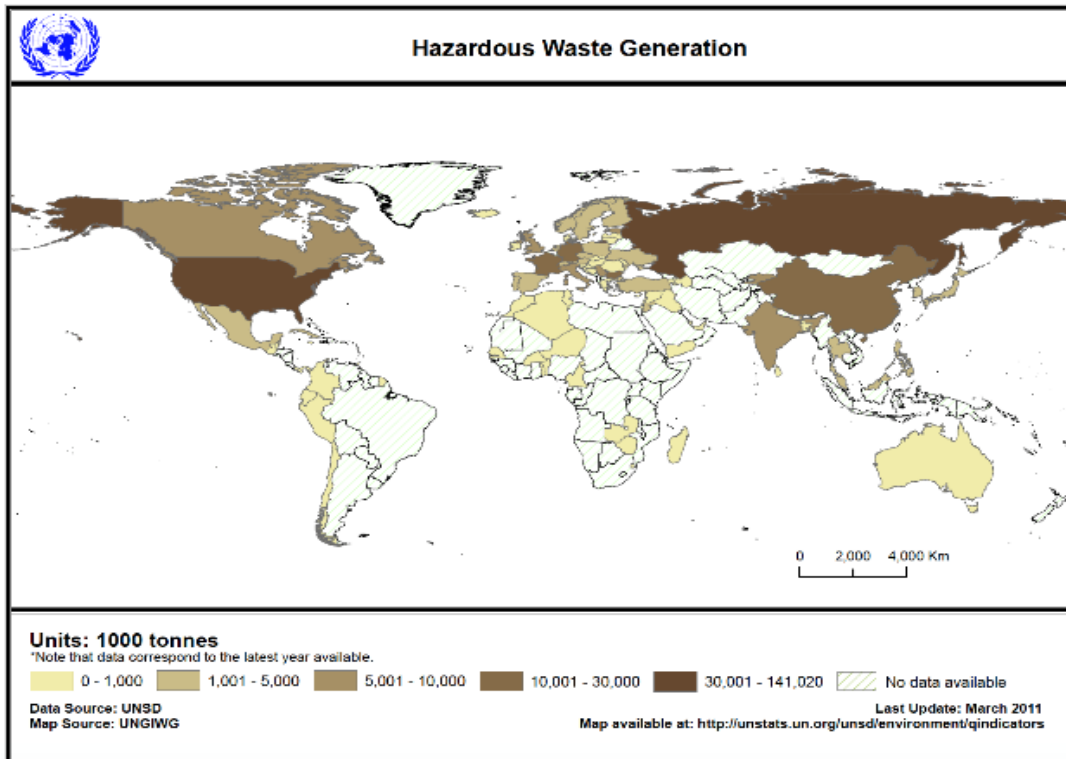 Hazardous Waste Generation
0 2,000 4,000 Km
Units: 1000 tonnes
*Note that data correspond to the latest year available.
0 - 1,000 1,001 - 5,000 5,001 - 10,000 10,001 - 30,000 30,001 - 141,020 No data available
Data Source: UNSD Last Update: March 2011
Map Source: UNGIWG Map available at: http://unstats.un.org/unsd/environment/qindicators